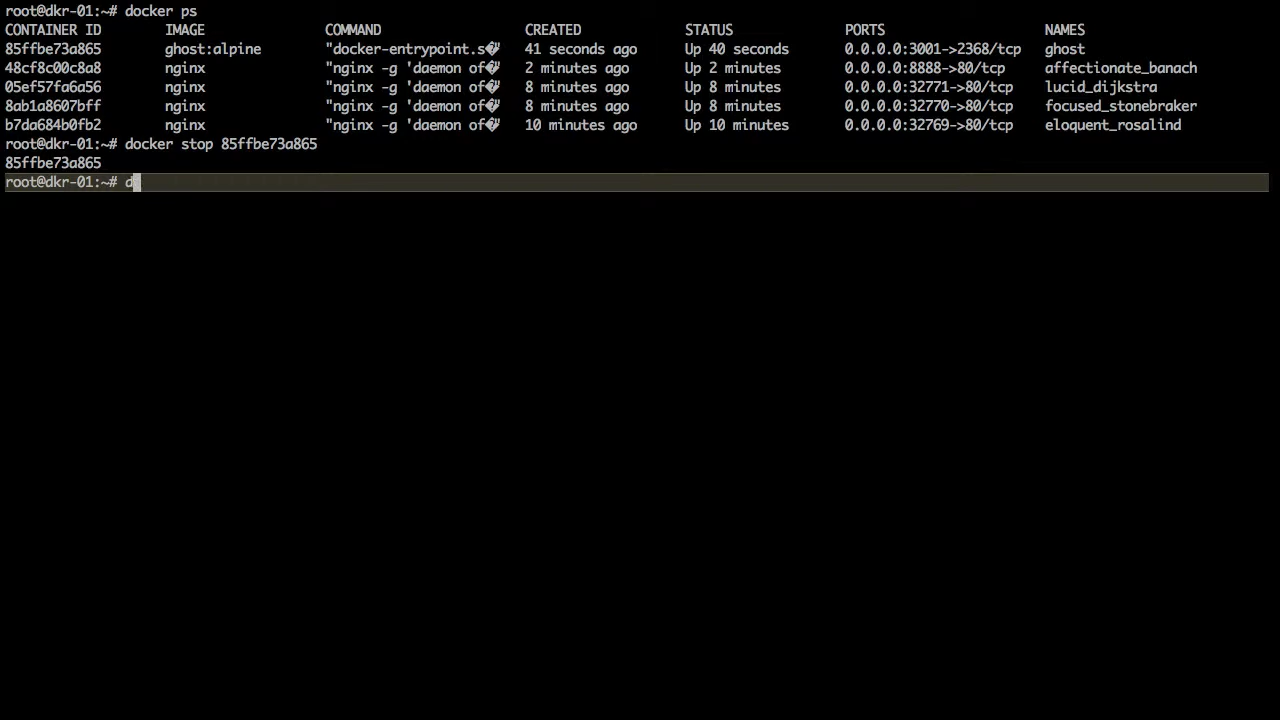 root@dkr-01:~# docker ps
CONTAINER ID        IMAGE               COMMAND                  CREATED             STATUS              PORTS                    NAMES
85ffbe73a865        ghost:alpine        "docker-entrypoint.s�"   41 seconds ago      Up 40 seconds       0.0.0.0:3001->2368/tcp   ghost
48cf8c00c8a8        nginx               "nginx -g 'daemon of�"   2 minutes ago       Up 2 minutes        0.0.0.0:8888->80/tcp     affectionate_banach
05ef57fa6a56        nginx               "nginx -g 'daemon of�"   8 minutes ago       Up 8 minutes        0.0.0.0:32771->80/tcp    lucid_dijkstra
8ab1a8607bff        nginx               "nginx -g 'daemon of�"   8 minutes ago       Up 8 minutes        0.0.0.0:32770->80/tcp    focused_stonebraker
b7da684b0fb2        nginx               "nginx -g 'daemon of�"   10 minutes ago      Up 10 minutes       0.0.0.0:32769->80/tcp    eloquent_rosalind
root@dkr-01:~# docker stop 85ffbe73a865
85ffbe73a865
root@dkr-01:~# d